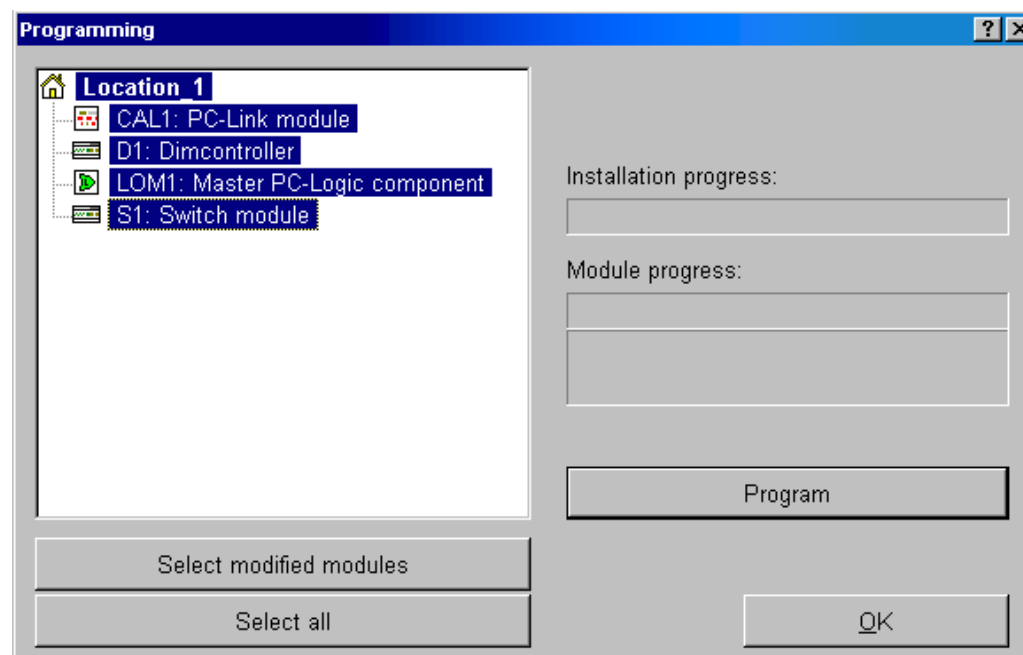 Programming
Location_1
CAL1: PC-Link module
D1: Dimcontroller
LOM1: Master PC-Logic component
S1: Switch module
Installation progress:
Module progress:
Program
Select modified modules
Select all
OK